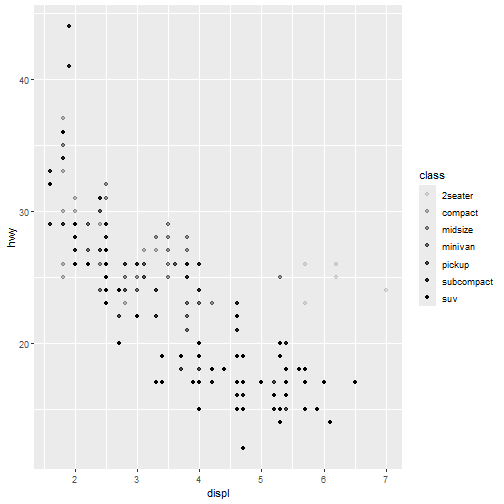 class
2seater
compact
midsize
minivan
pickup
subcompact
suv
hwy
40
30
20
2 3 4 5 6 7
displ